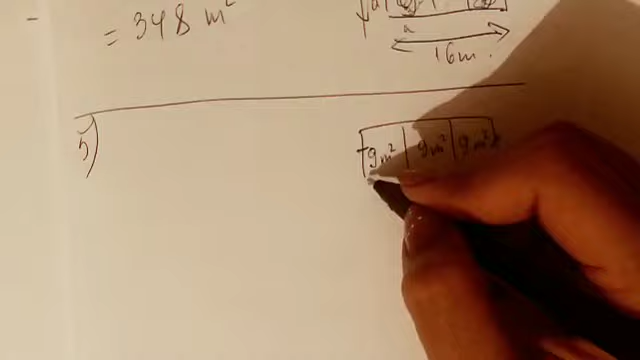 = 348 m²
a
16m.
5)
9m² 9m² 9m²